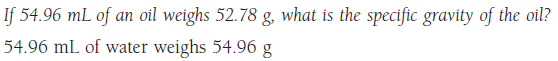 If 54.96 mL of an oil weighs 52.78 g, what is the specific gravity of the oil?
54.96 mL of water weighs 54.96 g